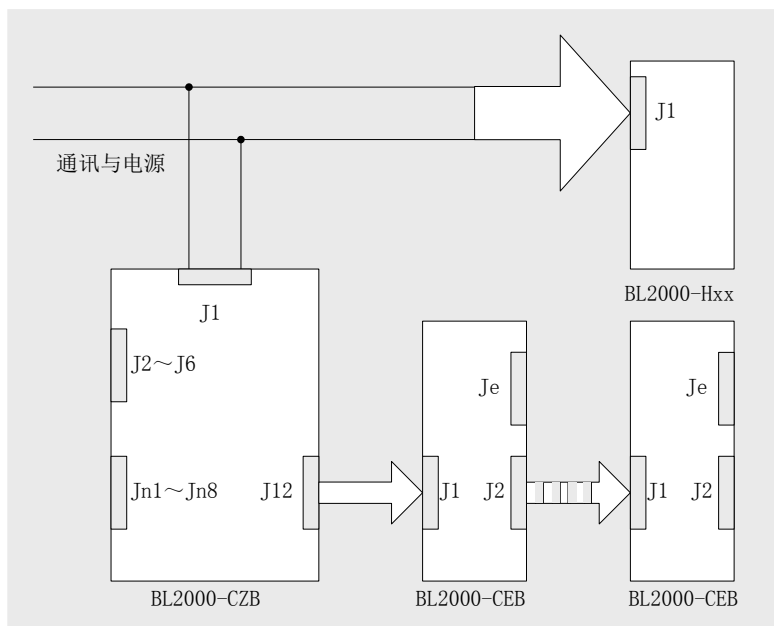 J1
通讯与电源
BL2000-Hxx
J1
J2～J6
Je
Je
Jn1～Jn8
J12
J1
J2
J1
J2
BL2000-CZB
BL2000-CEB
BL2000-CEB